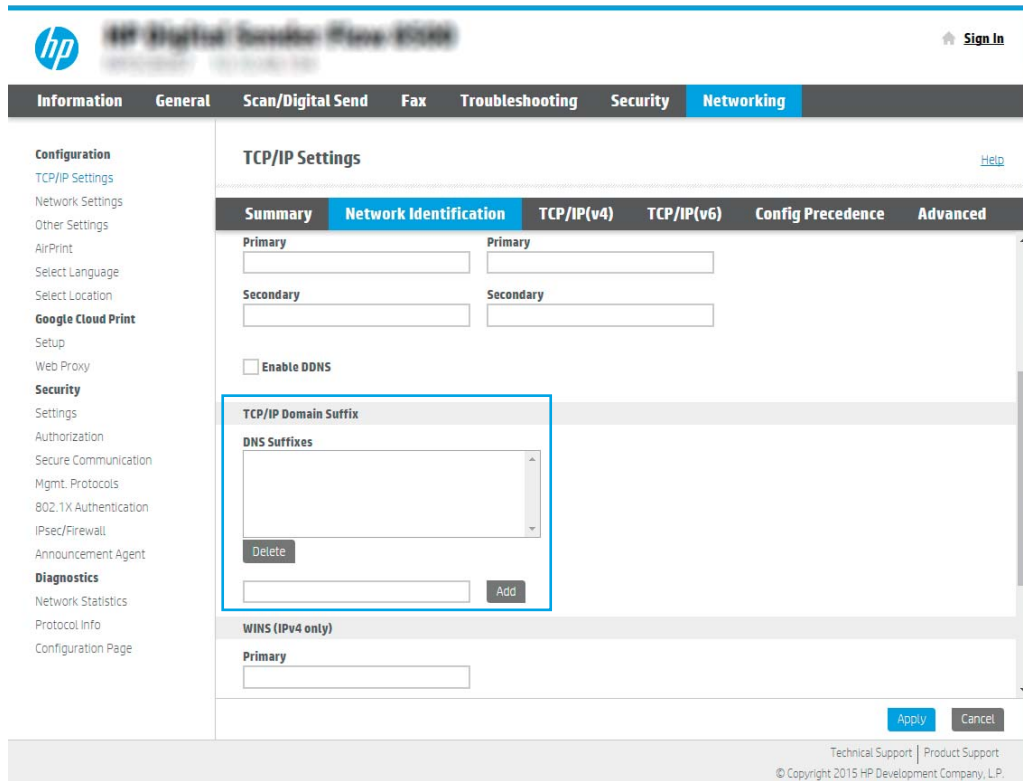 hp
Sign In
Information General Scan/Digital Send Fax Troubleshooting Security Networking
Configuration
TCP/IP Settings
Network Settings
Other Settings
AirPrint
Select Language
Select Location
Google Cloud Print
Setup
Web Proxy
Security
Settings
Authorization
Secure Communication
Mgmt. Protocols
802.1X Authentication
IPsec/Firewall
Announcement Agent
Diagnostics
Network Statistics
Protocol Info
Configuration Page
TCP/IP Settings
Help
Summary Network Identification TCP/IP(v4) TCP/IP(v6) Config Precedence Advanced
Primary Primary
Secondary Secondary
Enable DDNS
TCP/IP Domain Suffix
DNS Suffixes
Delete
Add
WINS (IPv4 only)
Primary
Apply Cancel
Technical Support | Product Support
© Copyright 2015 HP Development Company, L.P.